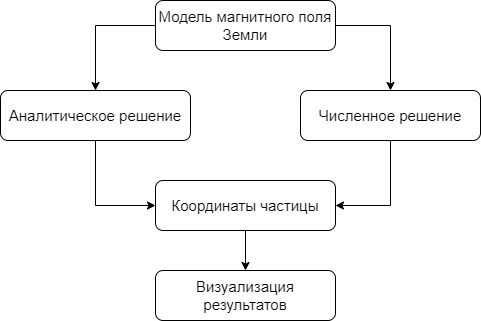 Модель магнитного поля
Земли
Аналитическое решение
Численное решение
Координаты частицы
Визуализация
результатов